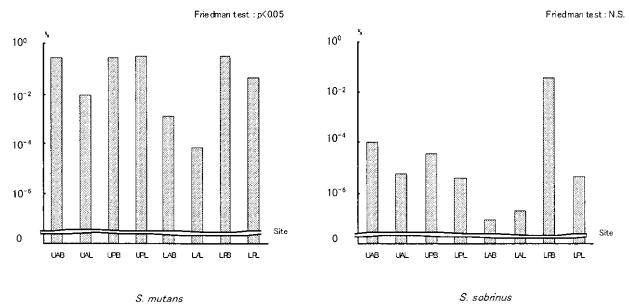 Friedman test : p<0.05
%
10⁰
10⁻²
10⁻⁴
10⁻⁶
0
UAB UAL UPB UPL LAB LAL LPB LPL
Site
S. mutans
Friedman test : N.S.
%
10⁰
10⁻²
10⁻⁴
10⁻⁶
0
UAB UAL UPB UPL LAB LAL LPB LPL
Site
S. sobrinus